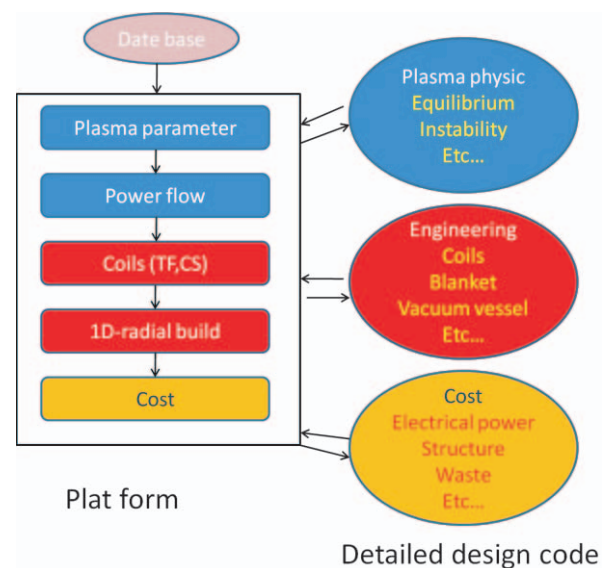 Date base
Plasma parameter
Power flow
Coils (TF,CS)
1D-radial build
Cost
Plat form
Plasma physic
Equilibrium
Instability
Etc...
Engineering
Coils
Blanket
Vacuum vessel
Etc...
Cost
Electrical power
Structure
Waste
Etc...
Detailed design code